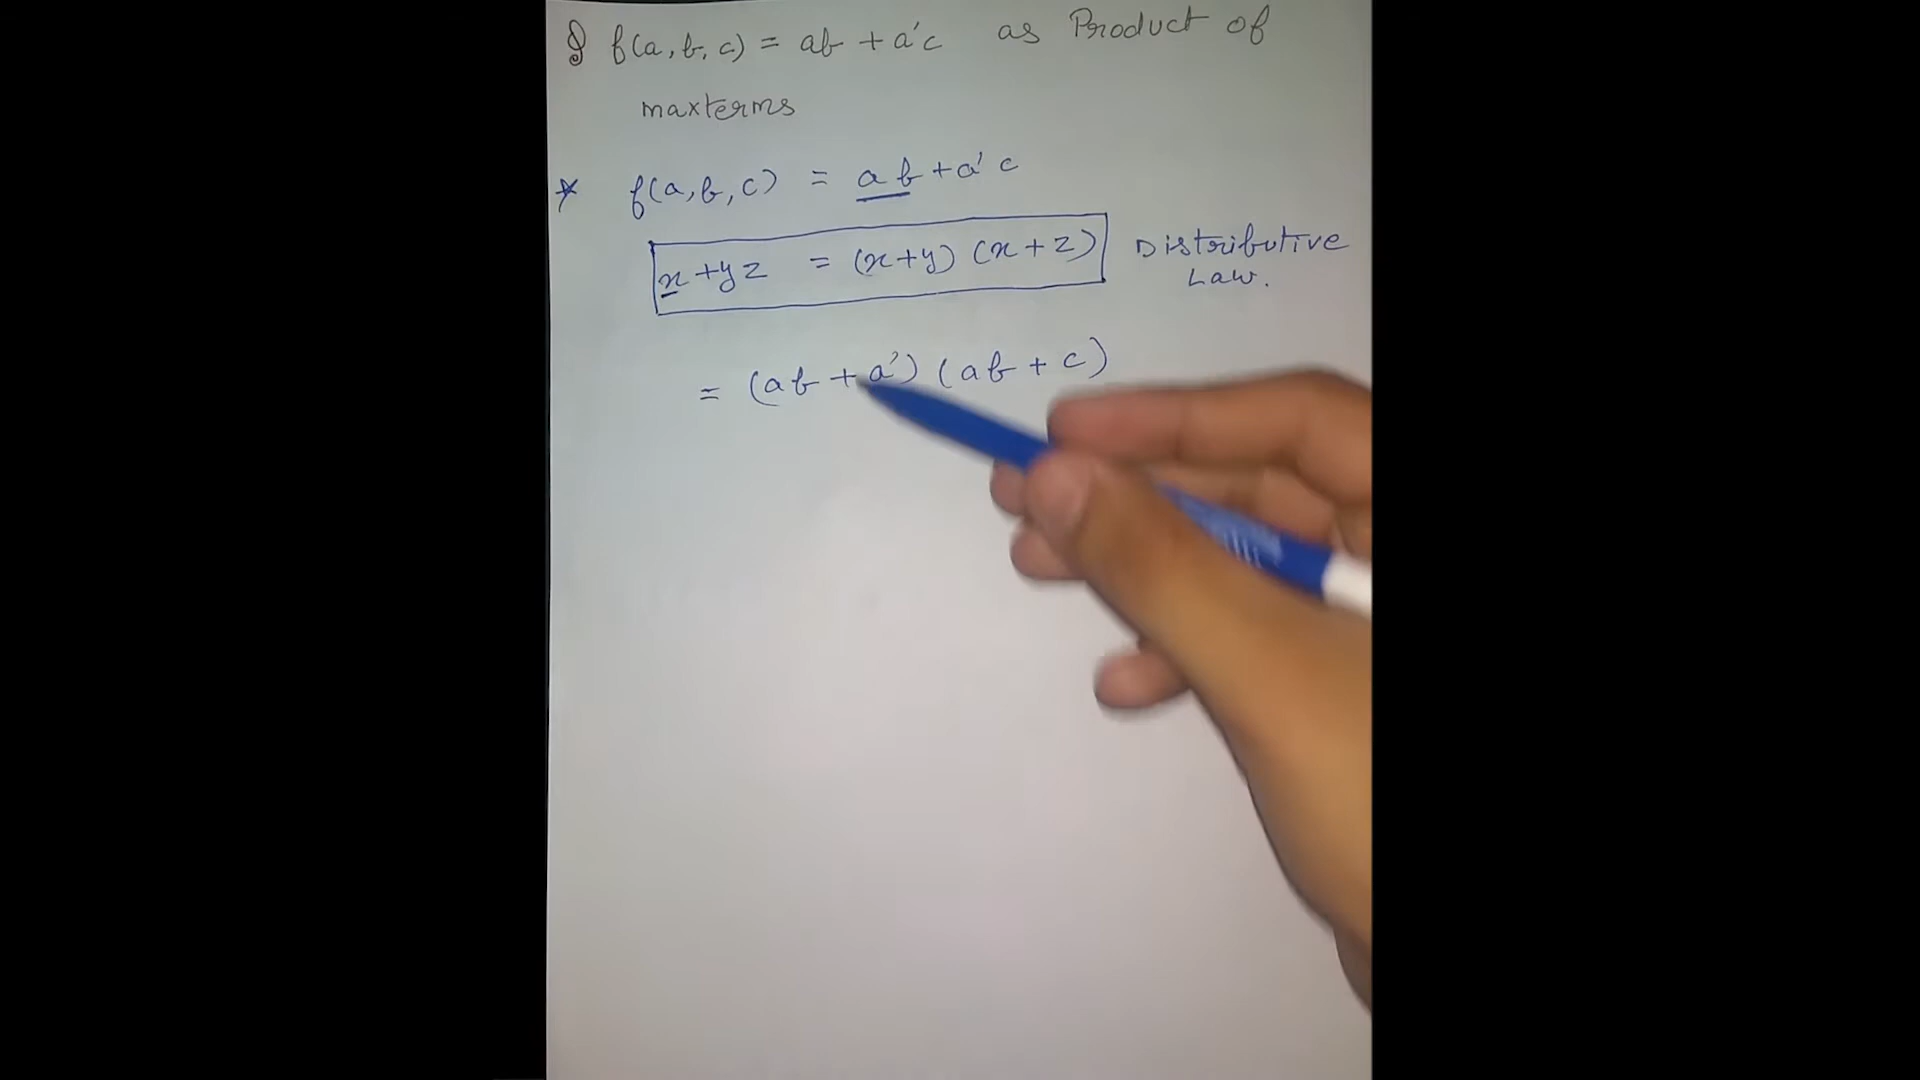 Q f(a, b, c) = ab + a'c as Product of
maxterms
* f(a, b, c) = ab + a'c
x + yz = (x+y) (x+z) Distributive
Law.
= (ab + a') (ab + c)